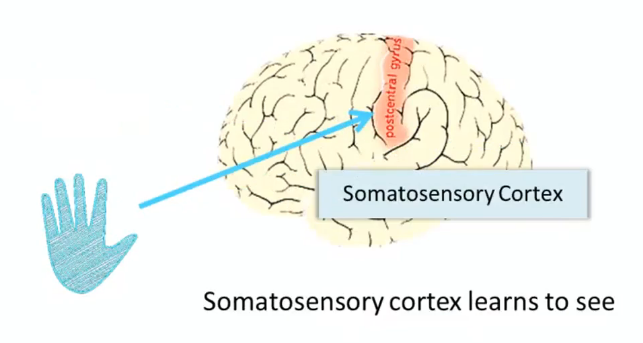 postcentral gyrus
Somatosensory Cortex
Somatosensory cortex learns to see